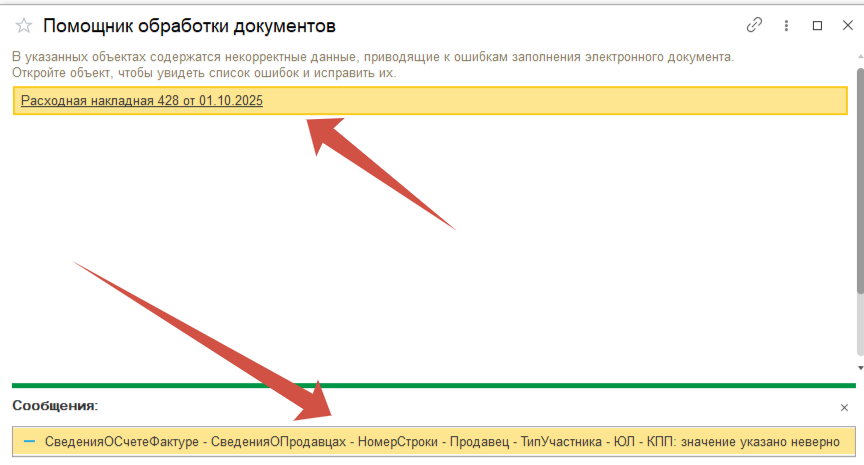 Помощник обработки документов
В указанных объектах содержатся некорректные данные, приводящие к ошибкам заполнения электронного документа.
Откройте объект, чтобы увидеть список ошибок и исправить их.
Расходная накладная 428 от 01.10.2025
Сообщения:
СведенияОСчетеФактуре - СведенияОПродавцах - НомерСтроки - Продавец - ТипУчастника - ЮЛ - КПП: значение указано неверно